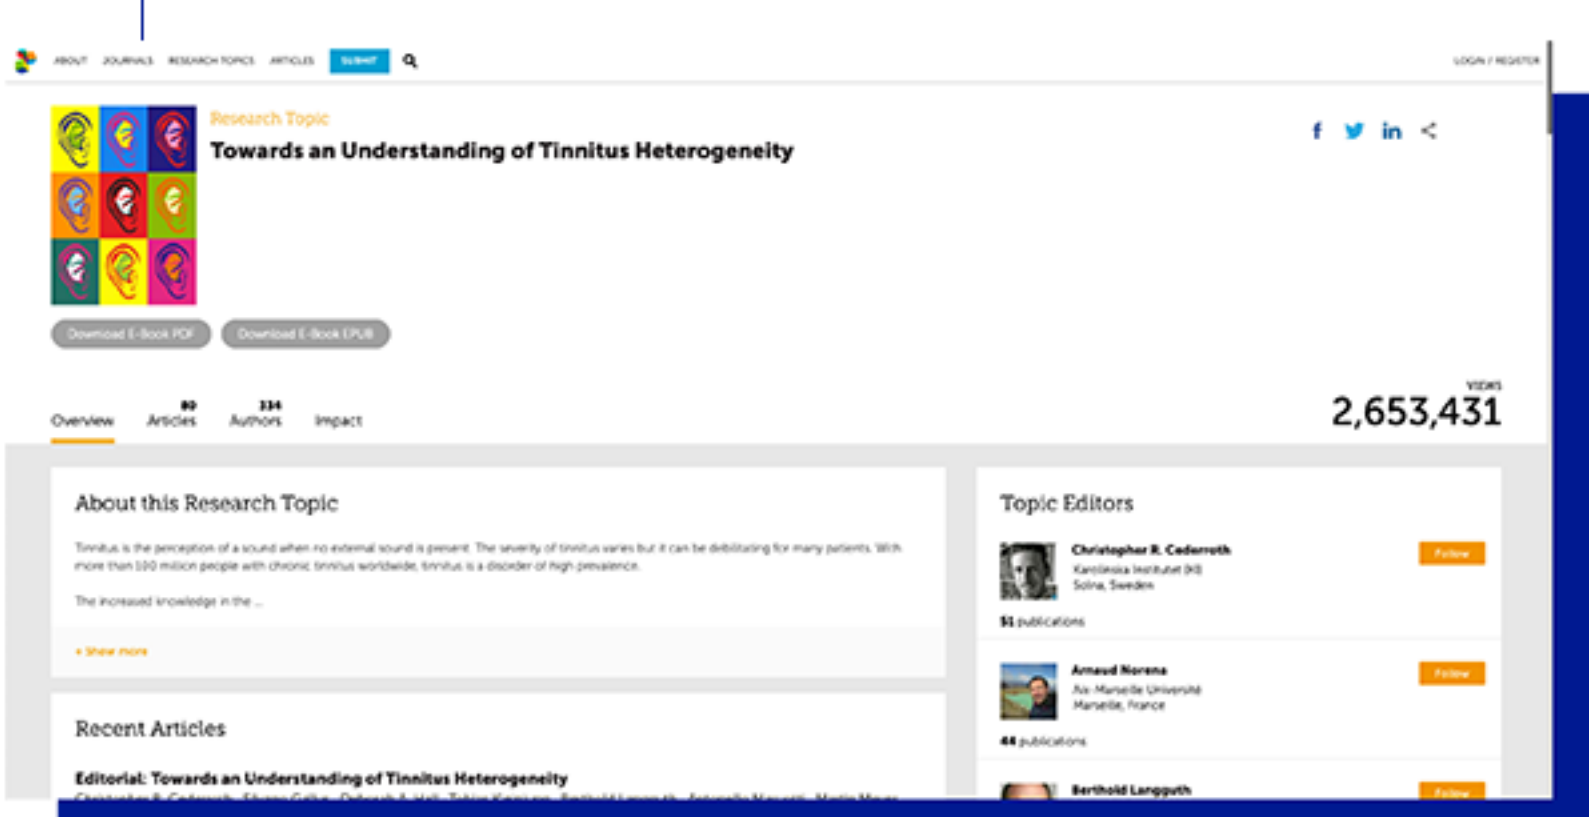 ABOUT JOURNALS RESEARCH TOPICS ARTICLES SUBMIT LOGIN / REGISTER
Research Topic
Towards an Understanding of Tinnitus Heterogeneity
Download E-Book PDF Download E-Book EPUB
VIEWS
2,653,431
80 334
Overview Articles Authors Impact
About this Research Topic
Tinnitus is the perception of a sound when no external sound is present. The severity of tinnitus varies but it can be debilitating for many patients. With
more than 100 million people with chronic tinnitus worldwide, tinnitus is a disorder of high prevalence.
The increased knowledge in the ...
+ Show more
Recent Articles
Editorial: Towards an Understanding of Tinnitus Heterogeneity
Topic Editors
Christopher R. Cederroth Follow
Karolinska Institutet (KI)
Solna, Sweden
51 publications
Arnaud Norena Follow
Aix-Marseille Université
Marseille, France
44 publications
Berthold Langguth Follow